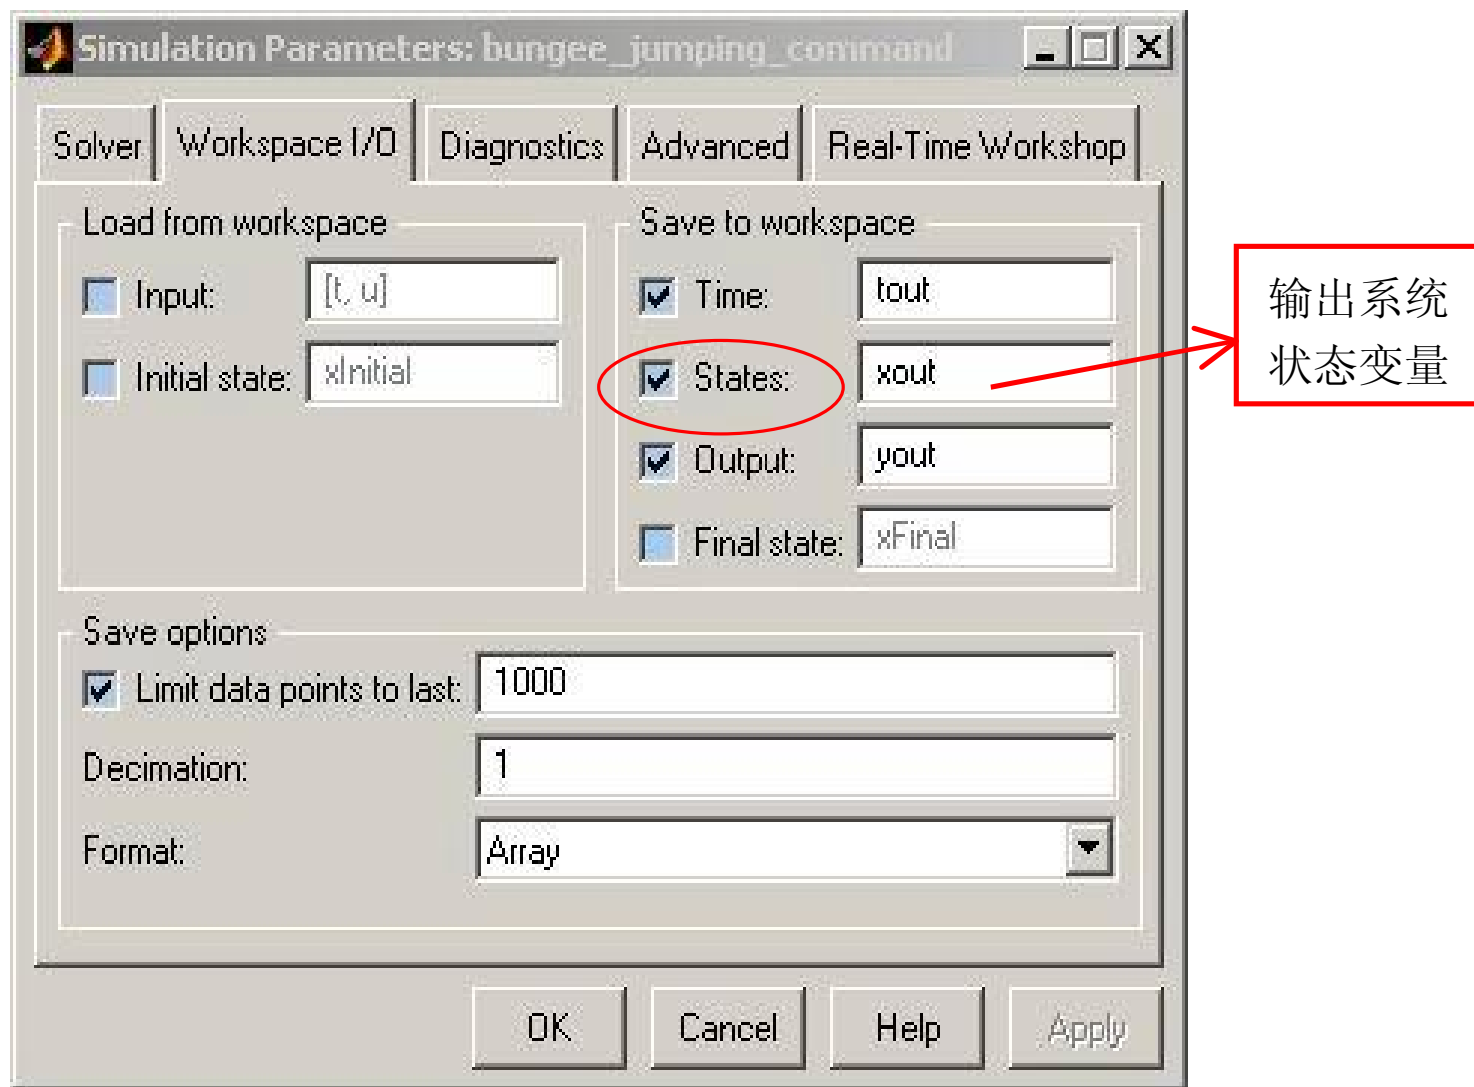 Simulation Parameters: bungee_jumping_command
Solver Workspace I/O Diagnostics Advanced Real-Time Workshop
Load from workspace
Input: [t, u]
Initial state: xInitial
Save to workspace
Time: tout
States: xout
Output: yout
Final state: xFinal
输出系统
状态变量
Save options
Limit data points to last: 1000
Decimation: 1
Format: Array
OK Cancel Help Apply